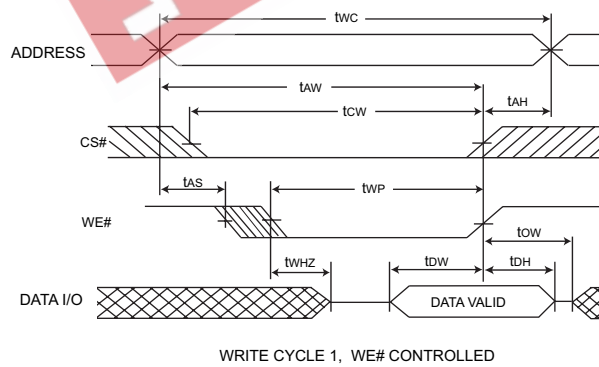 tWC
ADDRESS
tAW
tCW
tAH
CS#
tAS
tWP
WE#
tOW
tWHZ
tDW
tDH
DATA I/O
DATA VALID
WRITE CYCLE 1, WE# CONTROLLED